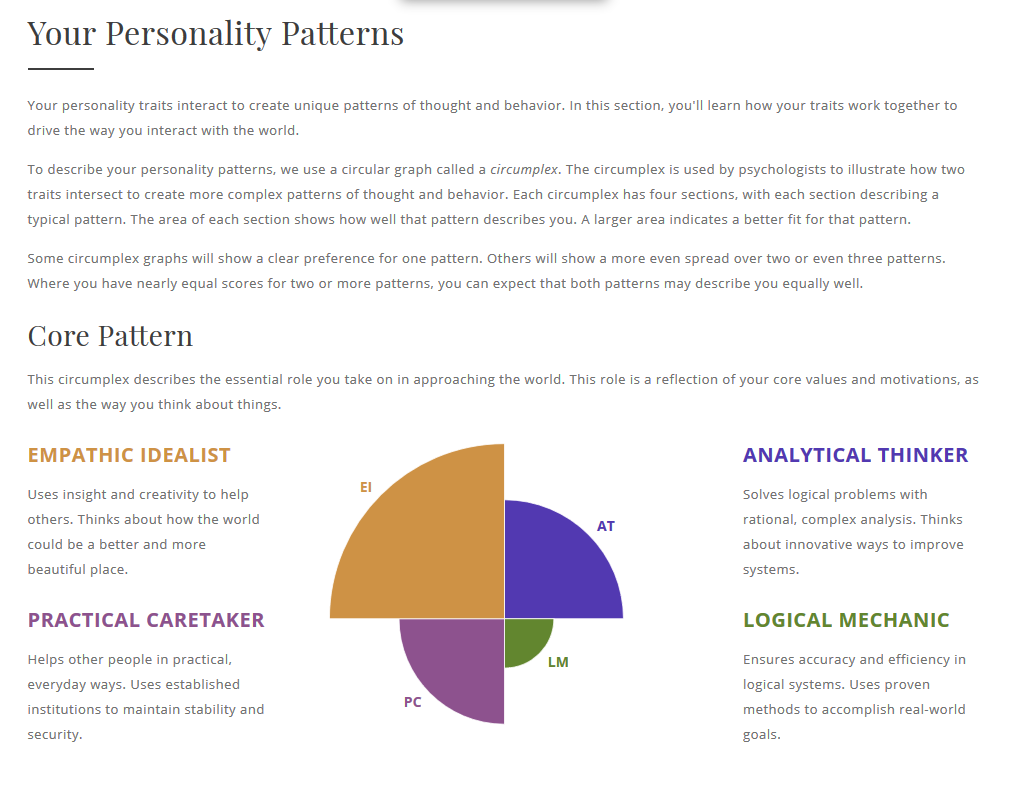 Your Personality Patterns
Your personality traits interact to create unique patterns of thought and behavior. In this section, you'll learn how your traits work together to
drive the way you interact with the world.
To describe your personality patterns, we use a circular graph called a circumplex. The circumplex is used by psychologists to illustrate how two
traits intersect to create more complex patterns of thought and behavior. Each circumplex has four sections, with each section describing a
typical pattern. The area of each section shows how well that pattern describes you. A larger area indicates a better fit for that pattern.
Some circumplex graphs will show a clear preference for one pattern. Others will show a more even spread over two or even three patterns.
Where you have nearly equal scores for two or more patterns, you can expect that both patterns may describe you equally well.
Core Pattern
This circumplex describes the essential role you take on in approaching the world. This role is a reflection of your core values and motivations, as
well as the way you think about things.
EMPATHIC IDEALIST
Uses insight and creativity to help
others. Thinks about how the world
could be a better and more
beautiful place.
PRACTICAL CARETAKER
Helps other people in practical,
everyday ways. Uses established
institutions to maintain stability and
security.
EI
AT
PC
LM
ANALYTICAL THINKER
Solves logical problems with
rational, complex analysis. Thinks
about innovative ways to improve
systems.
LOGICAL MECHANIC
Ensures accuracy and efficiency in
logical systems. Uses proven
methods to accomplish real-world
goals.